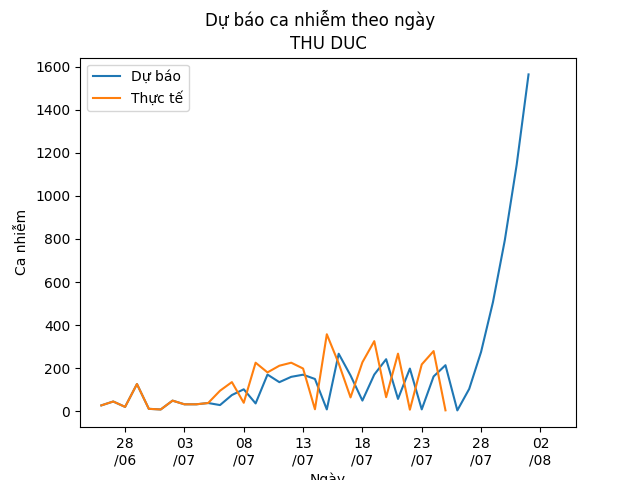 Dự báo ca nhiễm theo ngày
THU DUC
Dự báo
Thực tế
Ca nhiễm
1600
1400
1200
1000
800
600
400
200
0
28 03 08 13 18 23 28 02
/06 /07 /07 /07 /07 /07 /07 /08
Ngày